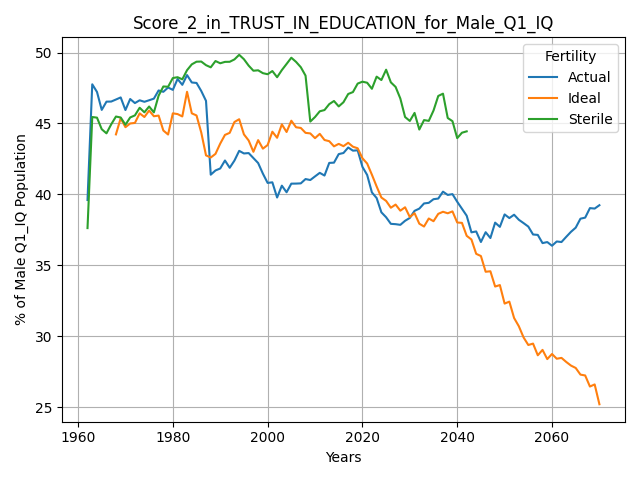 Score_2_in_TRUST_IN_EDUCATION_for_Male_Q1_IQ
% of Male Q1_IQ Population
50
45
40
35
30
25
Fertility
Actual
Ideal
Sterile
1960 1980 2000 2020 2040 2060
Years